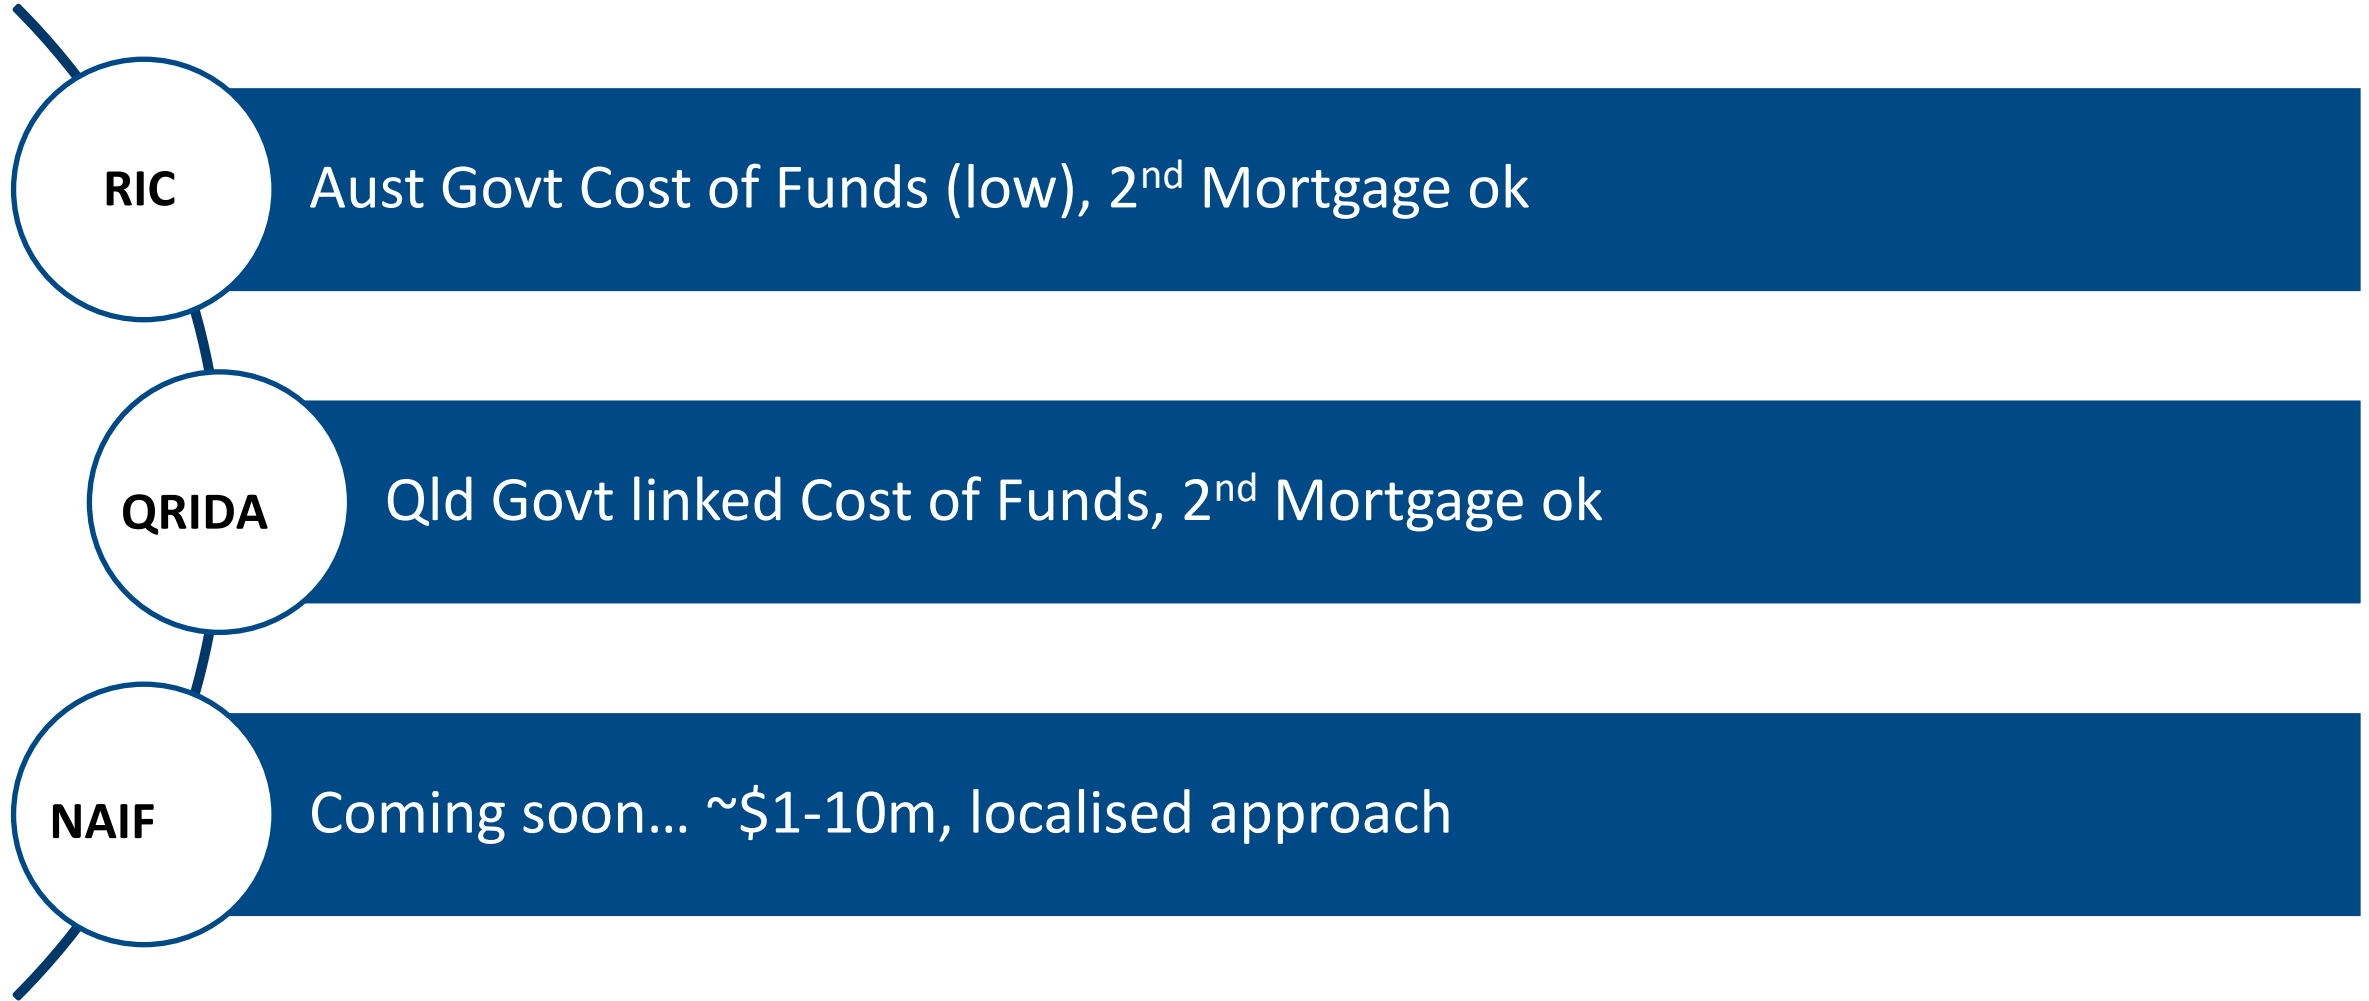 RIC
Aust Govt Cost of Funds (low), 2nd Mortgage ok
QRIDA
Qld Govt linked Cost of Funds, 2nd Mortgage ok
NAIF
Coming soon... ~$1-10m, localised approach